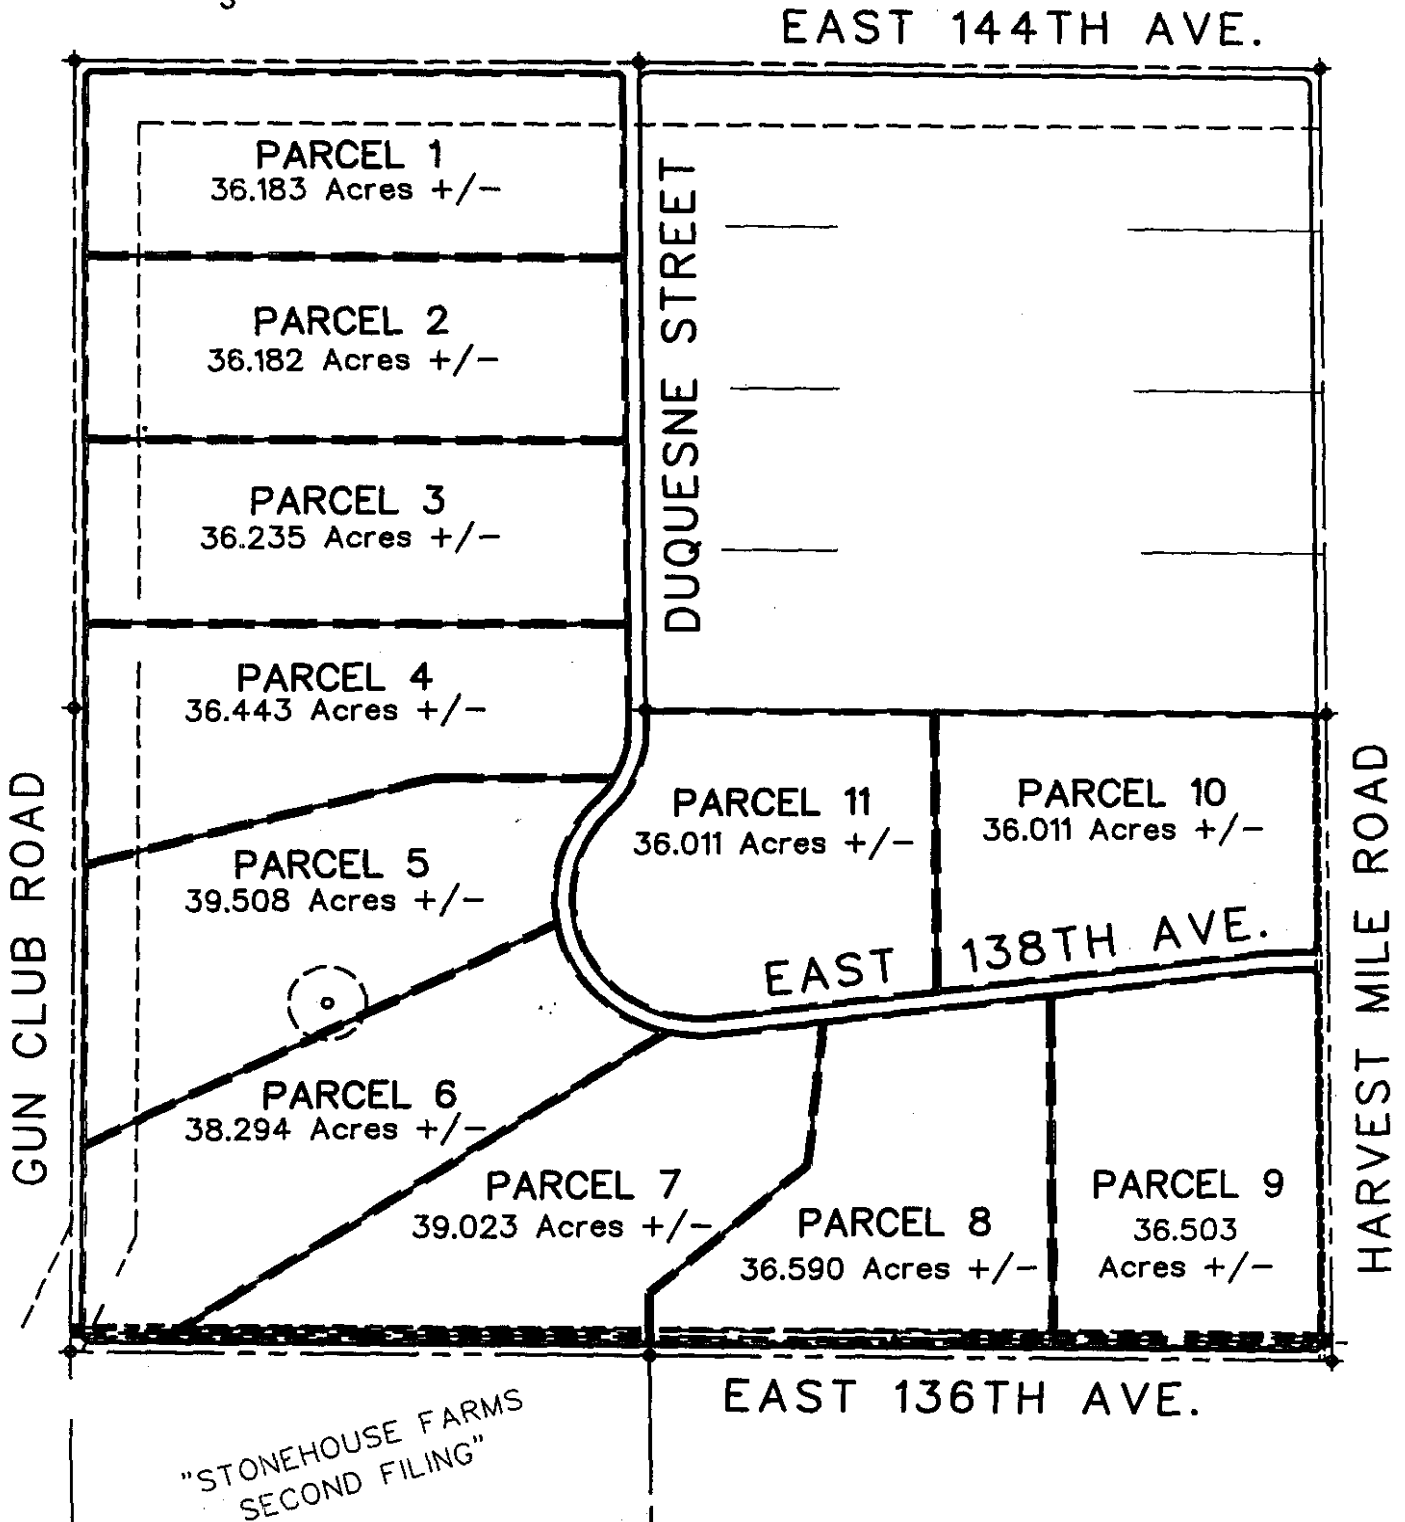 EAST 144TH AVE.
PARCEL 1
36.183 Acres +/-
DUQUESNE STREET
PARCEL 2
36.182 Acres +/-
PARCEL 3
36.235 Acres +/-
PARCEL 4
36.443 Acres +/-
PARCEL 11
36.011 Acres +/-
PARCEL 10
36.011 Acres +/-
GUN CLUB ROAD
HARVEST MILE ROAD
PARCEL 5
39.508 Acres +/-
EAST 138TH AVE.
PARCEL 6
38.294 Acres +/-
PARCEL 7
39.023 Acres +/-
PARCEL 8
36.590 Acres +/-
PARCEL 9
36.503
Acres +/-
EAST 136TH AVE.
"STONEHOUSE FARMS
SECOND FILING"